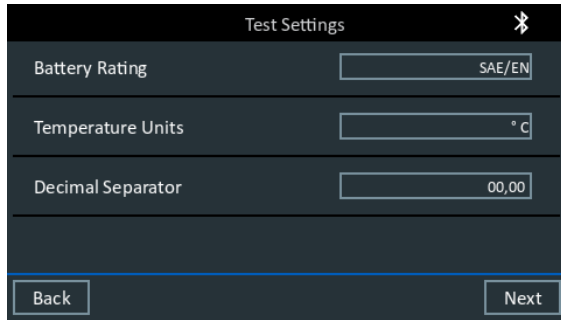 Test Settings
Battery Rating SAE/EN
Temperature Units ° C
Decimal Separator 00,00
Back Next